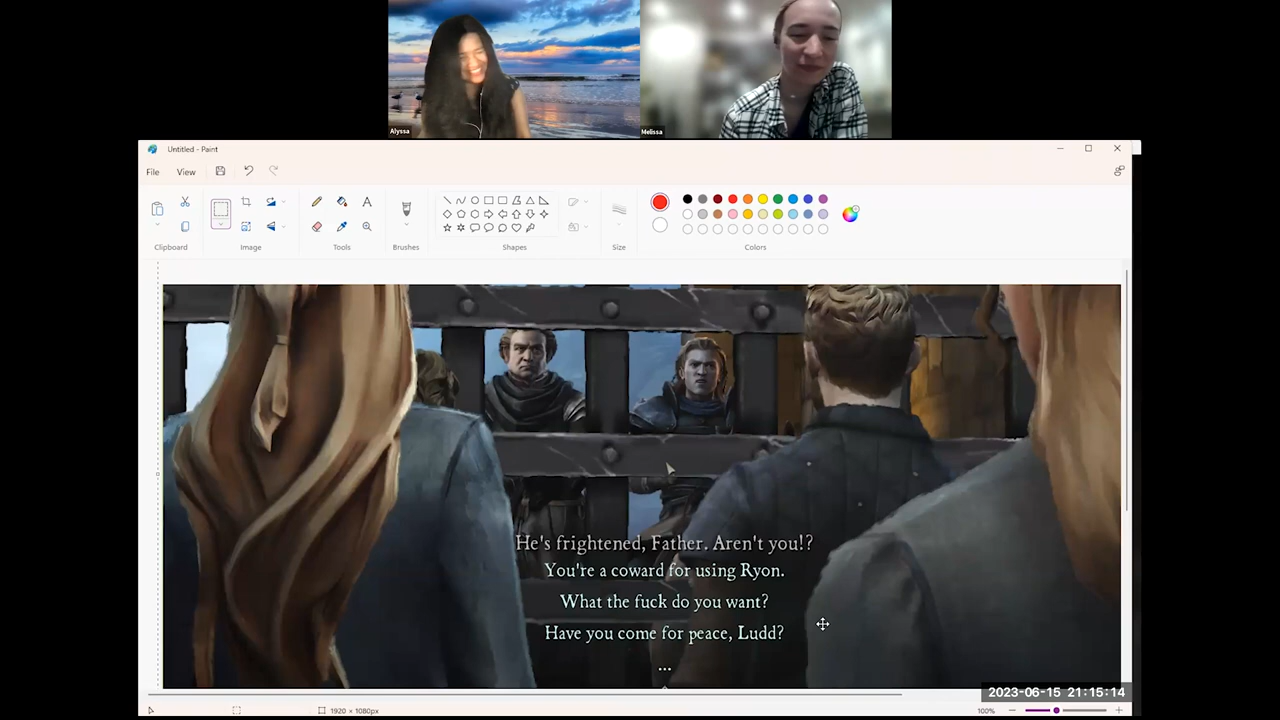 Alyssa
Melissa
Untitled - Paint
File
View
Clipboard
Image
Tools
Brushes
Shapes
Size
Colors
He's frightened, Father. Aren't you!?
You're a coward for using Ryon.
What the fuck do you want?
Have you come for peace, Ludd?
...
2023-06-15 21:15:14
1920 × 1080px
100%